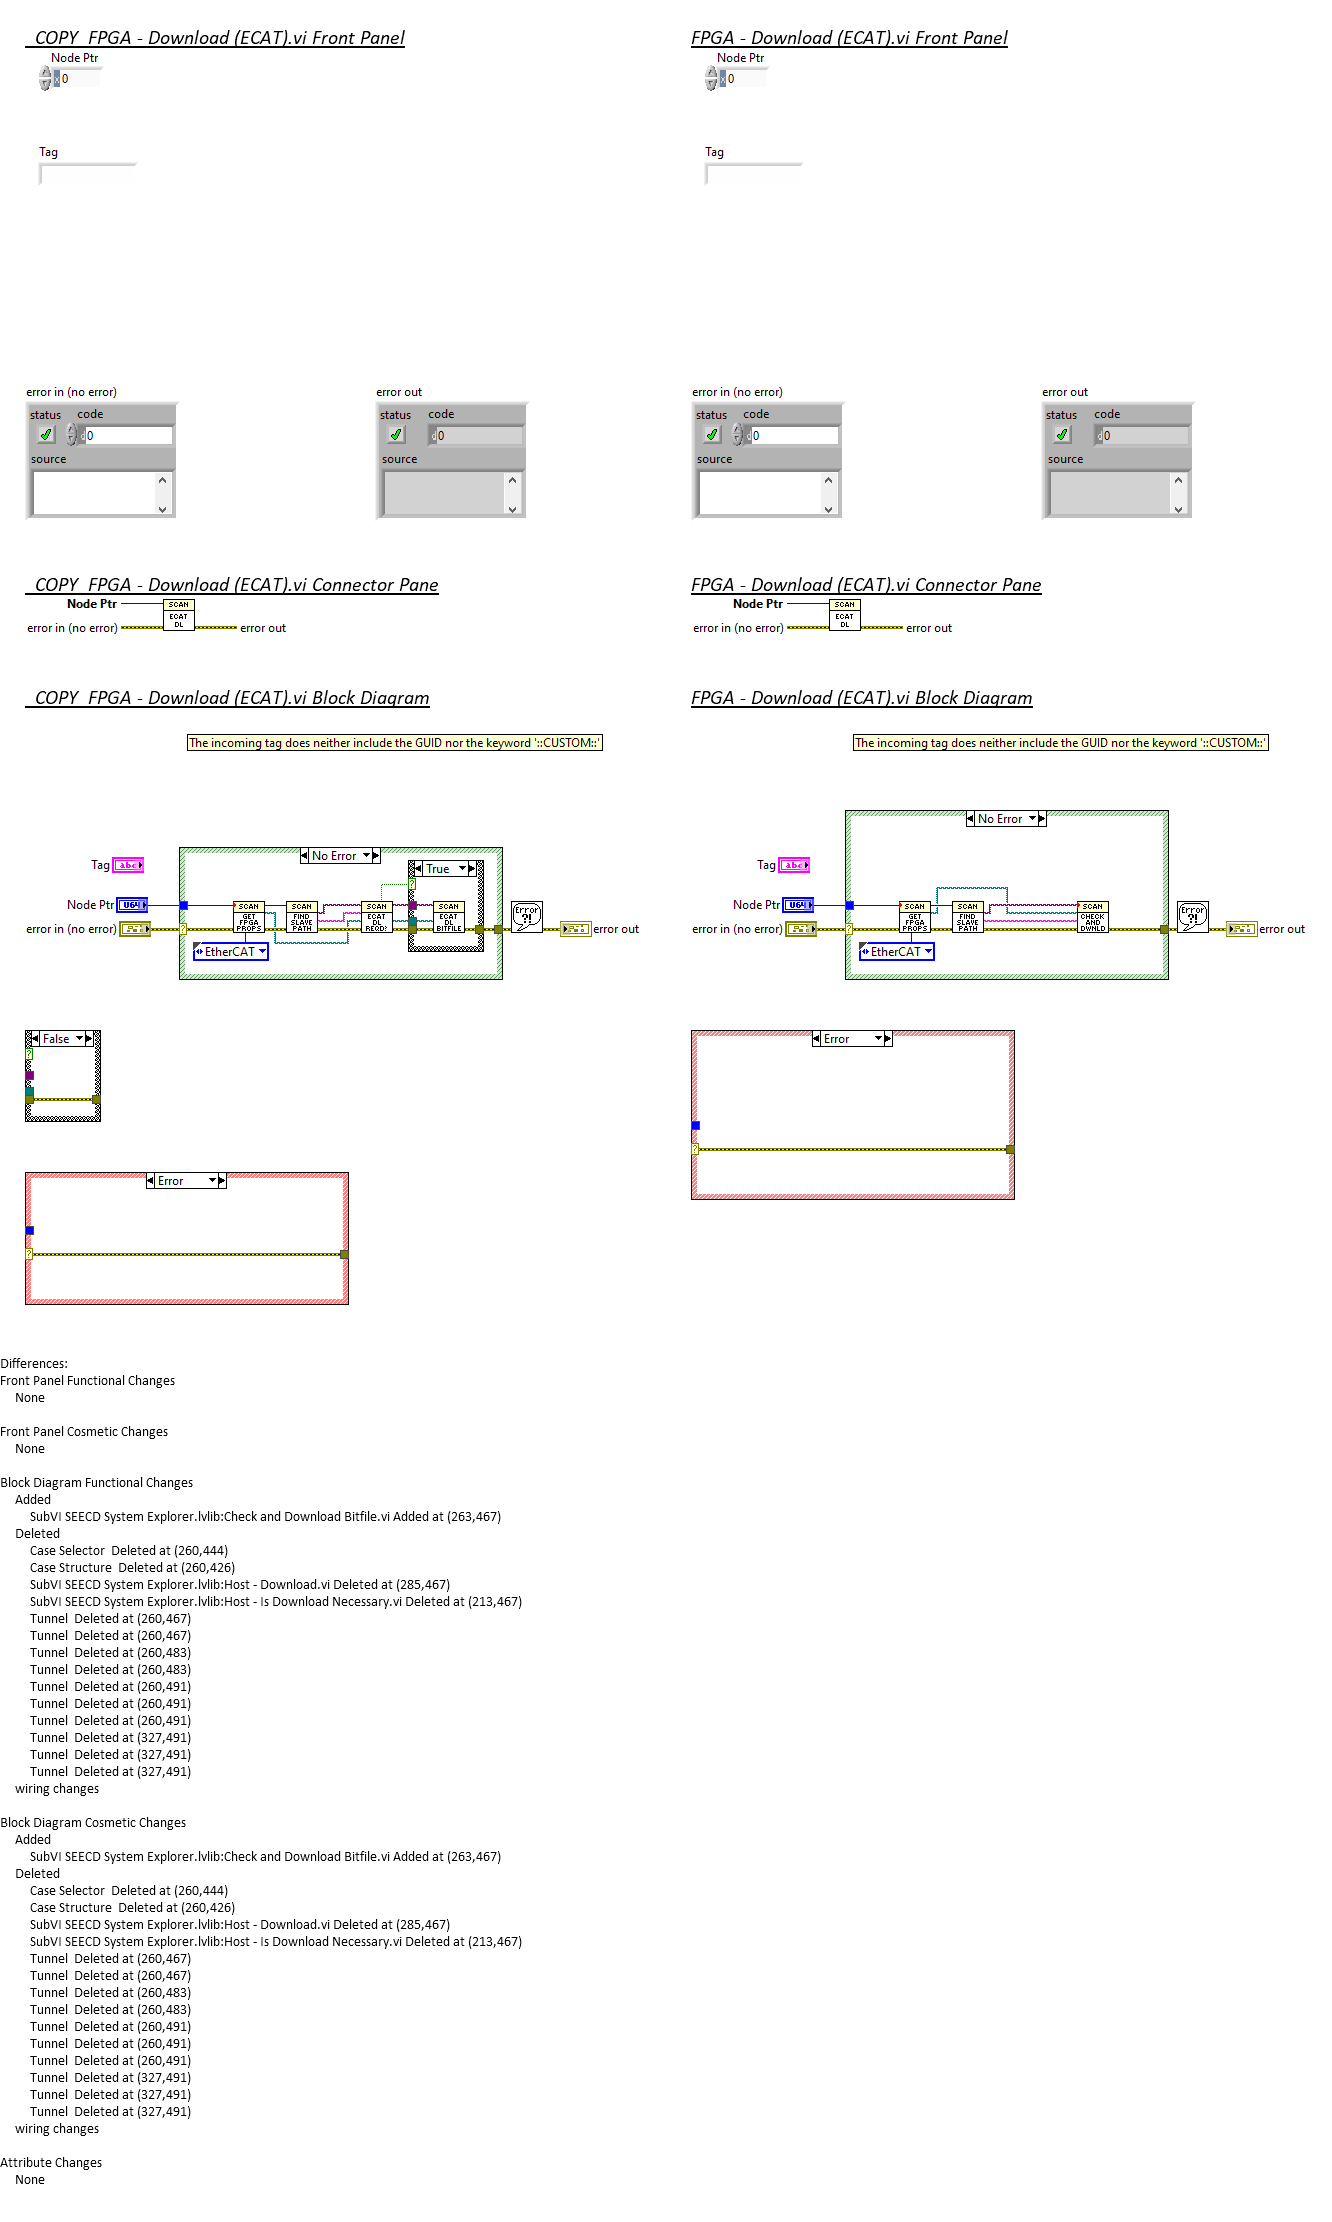 _COPY_FPGA - Download (ECAT).vi Front Panel
Node Ptr
x 0
Tag
error in (no error)
status code
d 0
source
error out
status code
d 0
source
FPGA - Download (ECAT).vi Front Panel
Node Ptr
x 0
Tag
error in (no error)
status code
d 0
source
error out
status code
d 0
source
_COPY_FPGA - Download (ECAT).vi Connector Pane
Node Ptr
SCAN
ECAT
DL
error in (no error)
error out
FPGA - Download (ECAT).vi Connector Pane
Node Ptr
SCAN
ECAT
DL
error in (no error)
error out
_COPY_FPGA - Download (ECAT).vi Block Diagram
The incoming tag does neither include the GUID nor the keyword '::CUSTOM::'
No Error
True
Tag
abc
Node Ptr
U64
error in (no error)
?
?
SCAN
GET
FPGA
PROPS
SCAN
FIND
SLAVE
PATH
SCAN
ECAT
DL
REQD?
SCAN
ECAT
DL
BITFILE
Error
?!
error out
EtherCAT
False
?
Error
?
FPGA - Download (ECAT).vi Block Diagram
The incoming tag does neither include the GUID nor the keyword '::CUSTOM::'
No Error
Tag
abc
Node Ptr
U64
error in (no error)
?
SCAN
GET
FPGA
PROPS
SCAN
FIND
SLAVE
PATH
SCAN
CHECK
AND
DWNLD
Error
?!
error out
EtherCAT
Error
?
Differences:
Front Panel Functional Changes
None
Front Panel Cosmetic Changes
None
Block Diagram Functional Changes
Added
SubVI SEECD System Explorer.lvlib:Check and Download Bitfile.vi Added at (263,467)
Deleted
Case Selector  Deleted at (260,444)
Case Structure  Deleted at (260,426)
SubVI SEECD System Explorer.lvlib:Host - Download.vi Deleted at (285,467)
SubVI SEECD System Explorer.lvlib:Host - Is Download Necessary.vi Deleted at (213,467)
Tunnel  Deleted at (260,467)
Tunnel  Deleted at (260,467)
Tunnel  Deleted at (260,483)
Tunnel  Deleted at (260,483)
Tunnel  Deleted at (260,491)
Tunnel  Deleted at (260,491)
Tunnel  Deleted at (260,491)
Tunnel  Deleted at (327,491)
Tunnel  Deleted at (327,491)
Tunnel  Deleted at (327,491)
wiring changes
Block Diagram Cosmetic Changes
Added
SubVI SEECD System Explorer.lvlib:Check and Download Bitfile.vi Added at (263,467)
Deleted
Case Selector  Deleted at (260,444)
Case Structure  Deleted at (260,426)
SubVI SEECD System Explorer.lvlib:Host - Download.vi Deleted at (285,467)
SubVI SEECD System Explorer.lvlib:Host - Is Download Necessary.vi Deleted at (213,467)
Tunnel  Deleted at (260,467)
Tunnel  Deleted at (260,467)
Tunnel  Deleted at (260,483)
Tunnel  Deleted at (260,483)
Tunnel  Deleted at (260,491)
Tunnel  Deleted at (260,491)
Tunnel  Deleted at (260,491)
Tunnel  Deleted at (327,491)
Tunnel  Deleted at (327,491)
Tunnel  Deleted at (327,491)
wiring changes
Attribute Changes
None